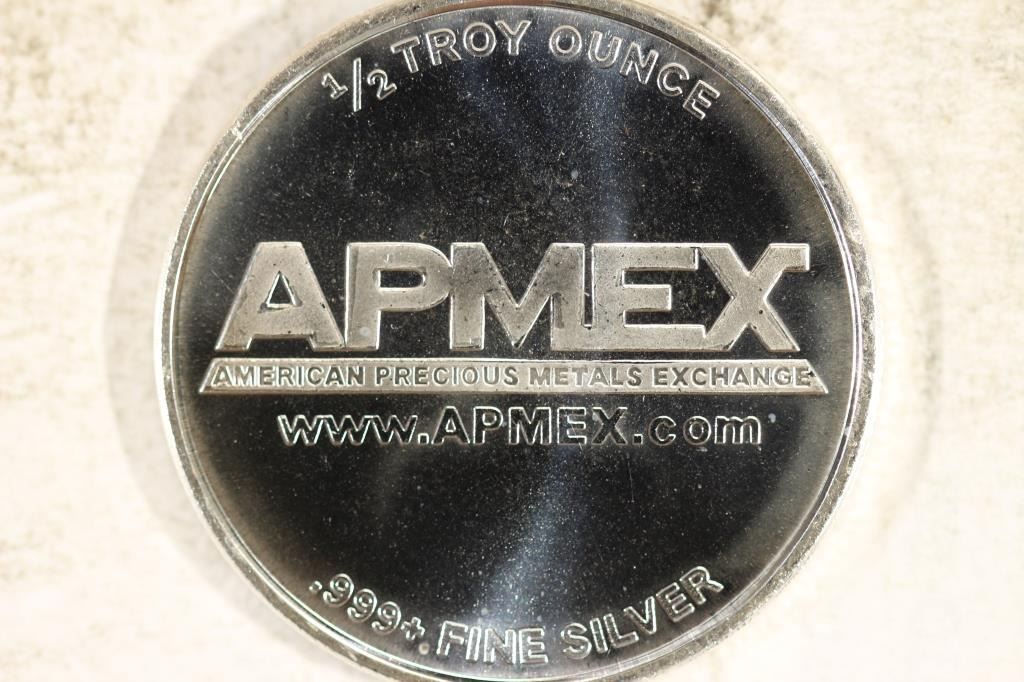 1/2 TROY OUNCE
APMEX
AMERICAN PRECIOUS METALS EXCHANGE
www.APMEX.com
.999+ FINE SILVER